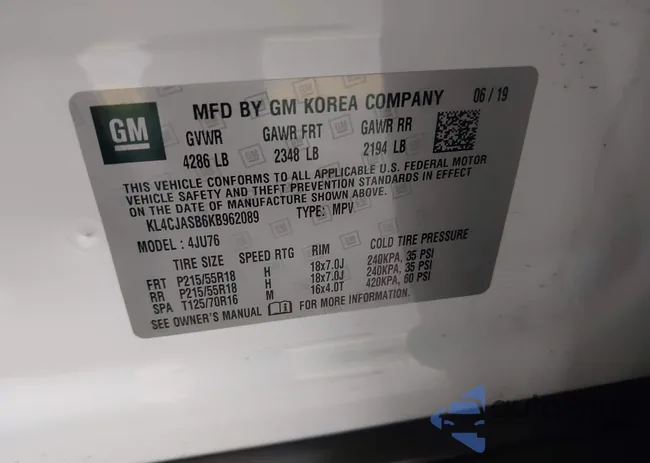 GM
MFD BY GM KOREA COMPANY 06 / 19
GVWR GAWR FRT GAWR RR
4286 LB 2348 LB 2194 LB
THIS VEHICLE CONFORMS TO ALL APPLICABLE U.S. FEDERAL MOTOR
VEHICLE SAFETY AND THEFT PREVENTION STANDARDS IN EFFECT
ON THE DATE OF MANUFACTURE SHOWN ABOVE.
KL4CJASB6KB962089 TYPE: MPV
MODEL : 4JU76
TIRE SIZE SPEED RTG RIM COLD TIRE PRESSURE
FRT P215/55R18 H 18x7.0J 240KPA, 35 PSI
RR P215/55R18 H 18x7.0J 240KPA, 35 PSI
SPA T125/70R16 M 16x4.0T 420KPA, 60 PSI
SEE OWNER'S MANUAL FOR MORE INFORMATION.